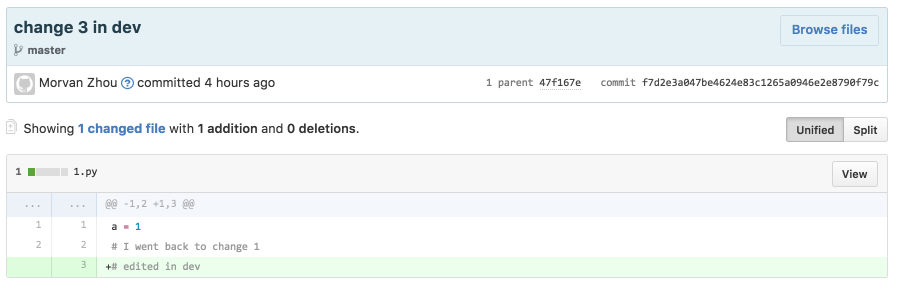 change 3 in dev
Browse files
master
Morvan Zhou ? committed 4 hours ago
1 parent 47f167e commit f7d2e3a047be4624e83c1265a0946e2e8790f79c
Showing 1 changed file with 1 addition and 0 deletions.
Unified Split
1 1.py
View
... ... @@ -1,2 +1,3 @@
1 1 a = 1
2 2 # I went back to change 1
3 +# edited in dev